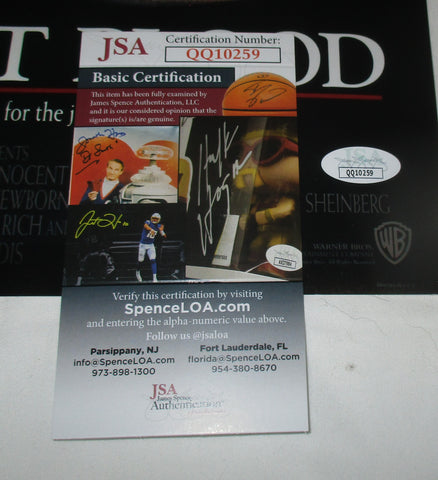 T BLOOD
for the j
ENTS
NOCENT
EWBORN
RICH AND
DIS
SHEINBERG
WARNER BROS.
WB
QQ10259
JSA
Certification Number:
QQ10259
Basic Certification
This item has been fully examined by
James Spence Authentication, LLC
and it is our considered opinion that the
signature(s) is/are genuine.
Hulk
Hogan
Verify this certification by visiting
SpenceLOA.com
and entering the alpha-numeric value above.
Follow us @jsaloa
Parsippany, NJ
info@SpenceLOA.com
973-898-1300
Fort Lauderdale, FL
florida@SpenceLOA.com
954-380-8670
JSA
James Spence
Authentication